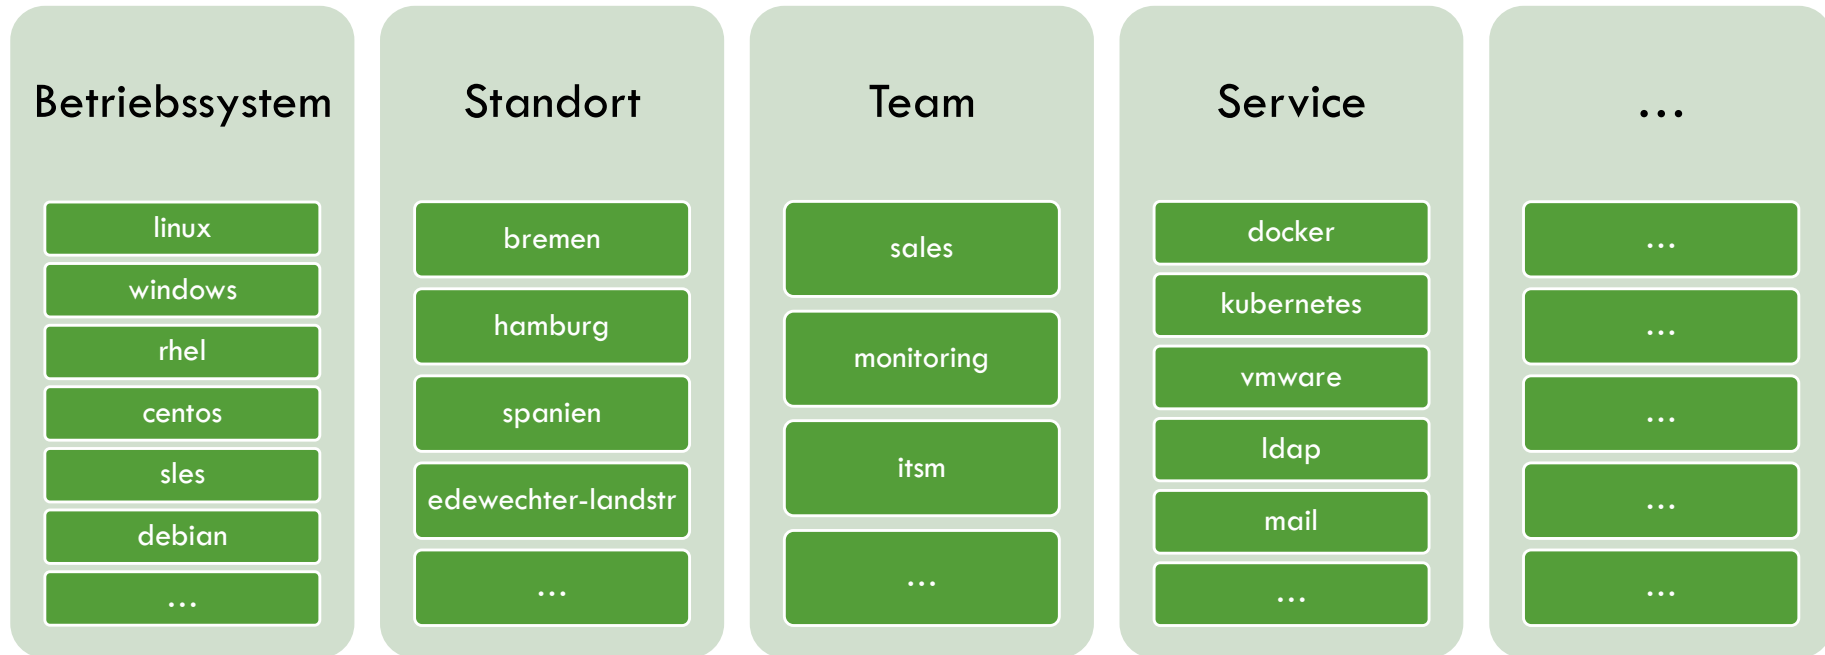 Betriebssystem
linux
windows
rhel
centos
sles
debian
...
Standort
bremen
hamburg
spanien
edewechter-landstr
...
Team
sales
monitoring
itsm
...
Service
docker
kubernetes
vmware
ldap
mail
...
...
...
...
...
...
...